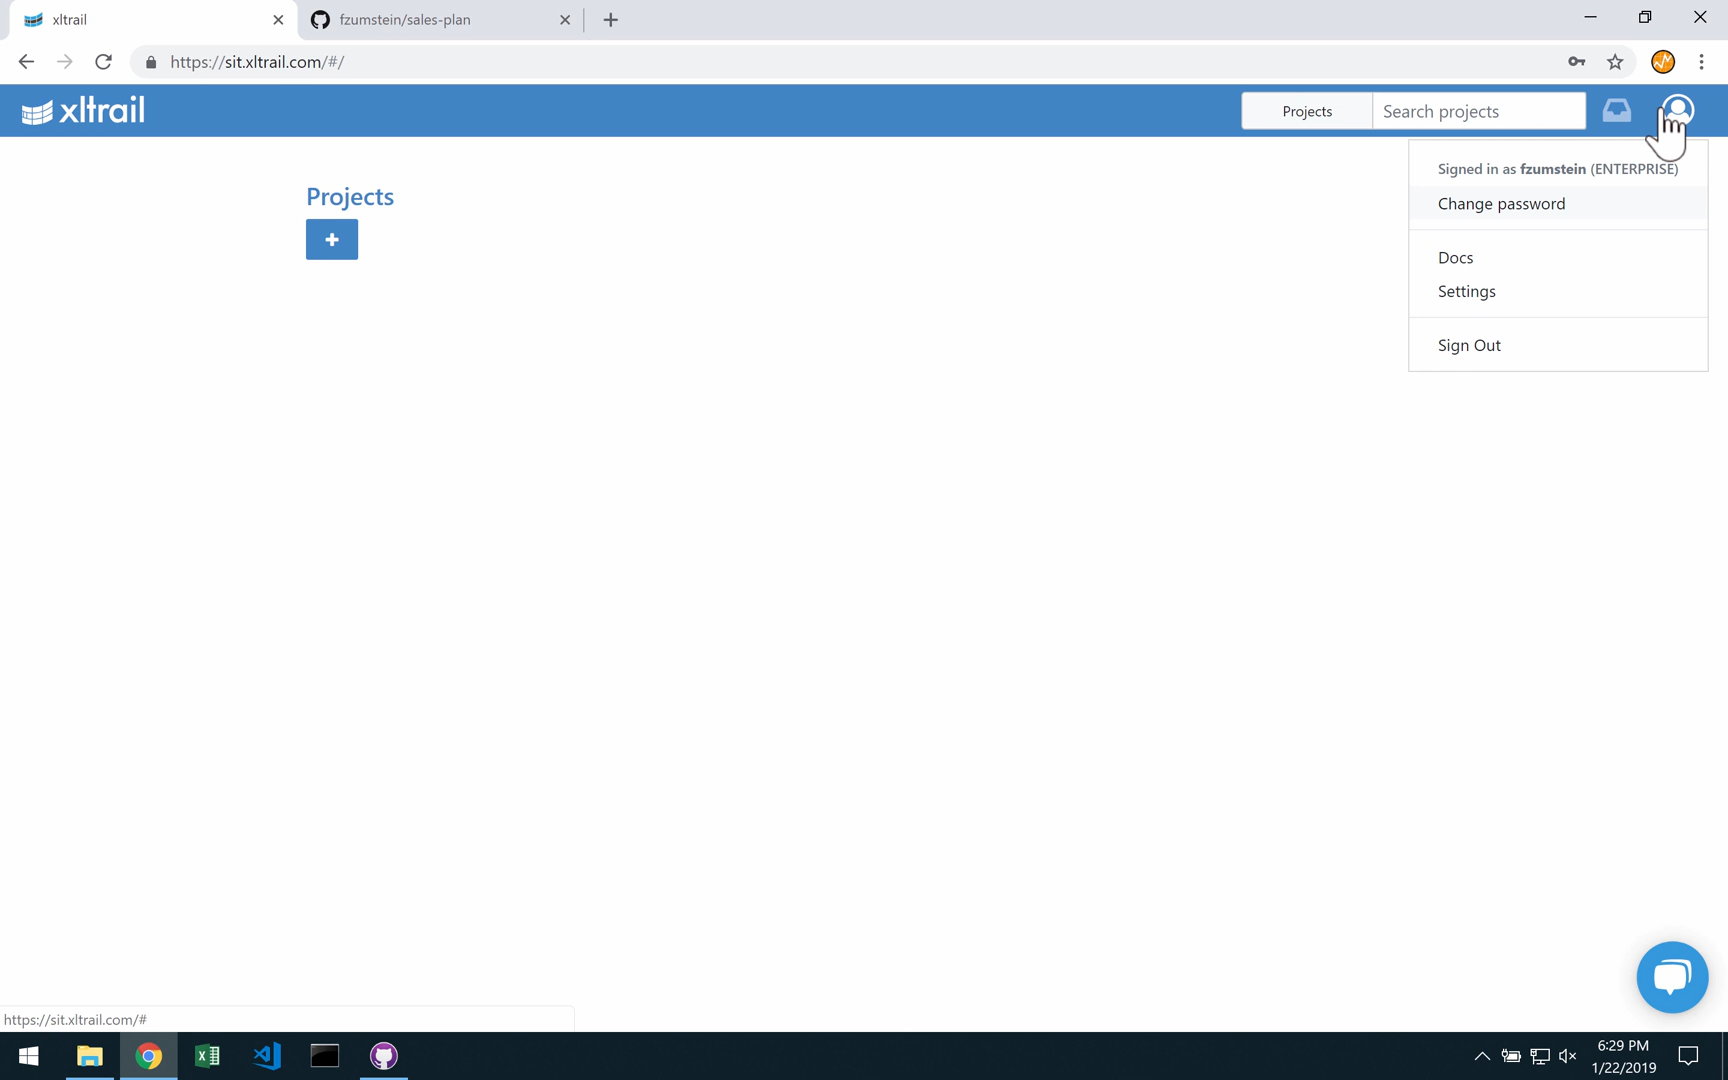 xltrail
fzumstein/sales-plan
https://sit.xltrail.com/#/
xltrail
Projects
Search projects
Signed in as fzumstein (ENTERPRISE)
Change password
Docs
Settings
Sign Out
Projects
https://sit.xltrail.com/#
6:29 PM
1/22/2019